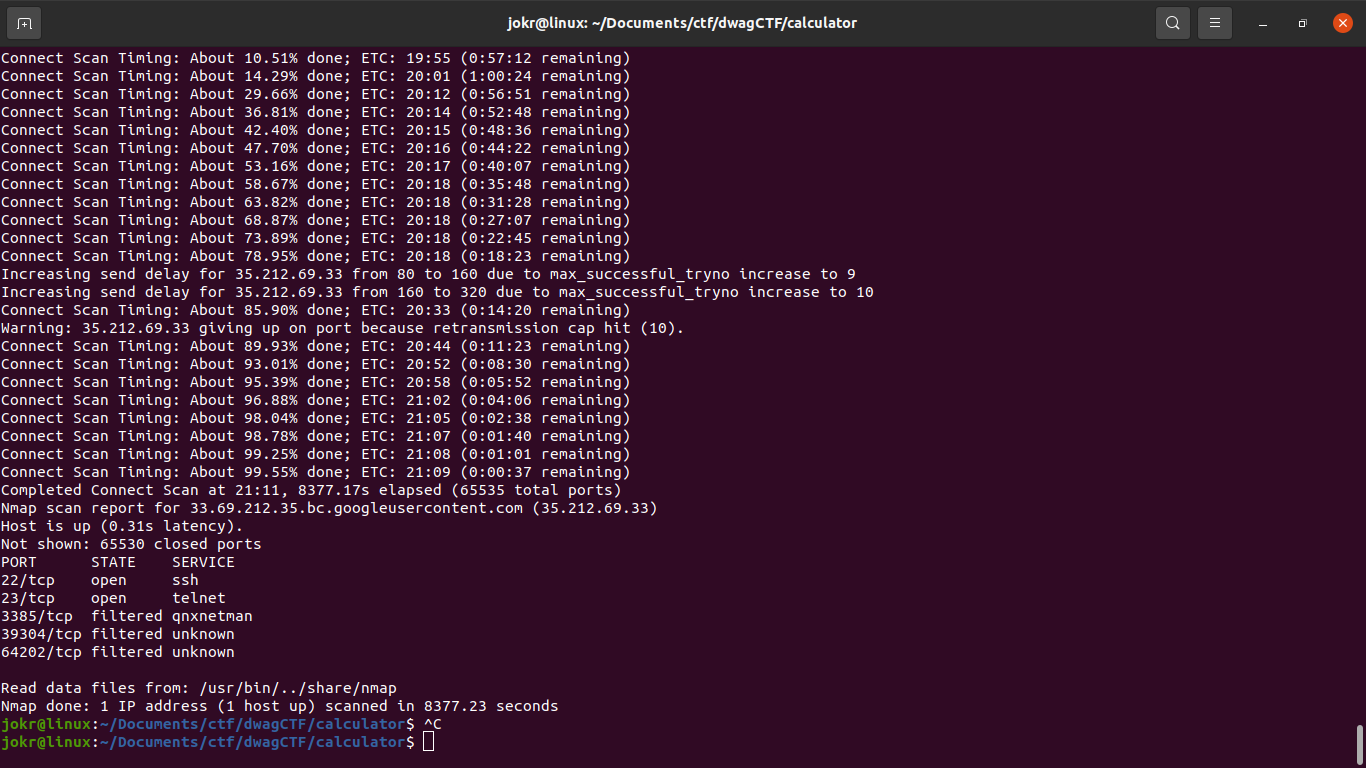 jokr@linux: ~/Documents/ctf/dwagCTF/calculator
Connect Scan Timing: About 10.51% done; ETC: 19:55 (0:57:12 remaining)
Connect Scan Timing: About 14.29% done; ETC: 20:01 (1:00:24 remaining)
Connect Scan Timing: About 29.66% done; ETC: 20:12 (0:56:51 remaining)
Connect Scan Timing: About 36.81% done; ETC: 20:14 (0:52:48 remaining)
Connect Scan Timing: About 42.40% done; ETC: 20:15 (0:48:36 remaining)
Connect Scan Timing: About 47.70% done; ETC: 20:16 (0:44:22 remaining)
Connect Scan Timing: About 53.16% done; ETC: 20:17 (0:40:07 remaining)
Connect Scan Timing: About 58.67% done; ETC: 20:18 (0:35:48 remaining)
Connect Scan Timing: About 63.82% done; ETC: 20:18 (0:31:28 remaining)
Connect Scan Timing: About 68.87% done; ETC: 20:18 (0:27:07 remaining)
Connect Scan Timing: About 73.89% done; ETC: 20:18 (0:22:45 remaining)
Connect Scan Timing: About 78.95% done; ETC: 20:18 (0:18:23 remaining)
Increasing send delay for 35.212.69.33 from 80 to 160 due to max_successful_tryno increase to 9
Increasing send delay for 35.212.69.33 from 160 to 320 due to max_successful_tryno increase to 10
Connect Scan Timing: About 85.90% done; ETC: 20:33 (0:14:20 remaining)
Warning: 35.212.69.33 giving up on port because retransmission cap hit (10).
Connect Scan Timing: About 89.93% done; ETC: 20:44 (0:11:23 remaining)
Connect Scan Timing: About 93.01% done; ETC: 20:52 (0:08:30 remaining)
Connect Scan Timing: About 95.39% done; ETC: 20:58 (0:05:52 remaining)
Connect Scan Timing: About 96.88% done; ETC: 21:02 (0:04:06 remaining)
Connect Scan Timing: About 98.04% done; ETC: 21:05 (0:02:38 remaining)
Connect Scan Timing: About 98.78% done; ETC: 21:07 (0:01:40 remaining)
Connect Scan Timing: About 99.25% done; ETC: 21:08 (0:01:01 remaining)
Connect Scan Timing: About 99.55% done; ETC: 21:09 (0:00:37 remaining)
Completed Connect Scan at 21:11, 8377.17s elapsed (65535 total ports)
Nmap scan report for 33.69.212.35.bc.googleusercontent.com (35.212.69.33)
Host is up (0.31s latency).
Not shown: 65530 closed ports
PORT      STATE    SERVICE
22/tcp    open     ssh
23/tcp    open     telnet
3385/tcp  filtered qnxnetman
39304/tcp filtered unknown
64202/tcp filtered unknown
Read data files from: /usr/bin/../share/nmap
Nmap done: 1 IP address (1 host up) scanned in 8377.23 seconds
jokr@linux:~/Documents/ctf/dwagCTF/calculator$ ^C
jokr@linux:~/Documents/ctf/dwagCTF/calculator$